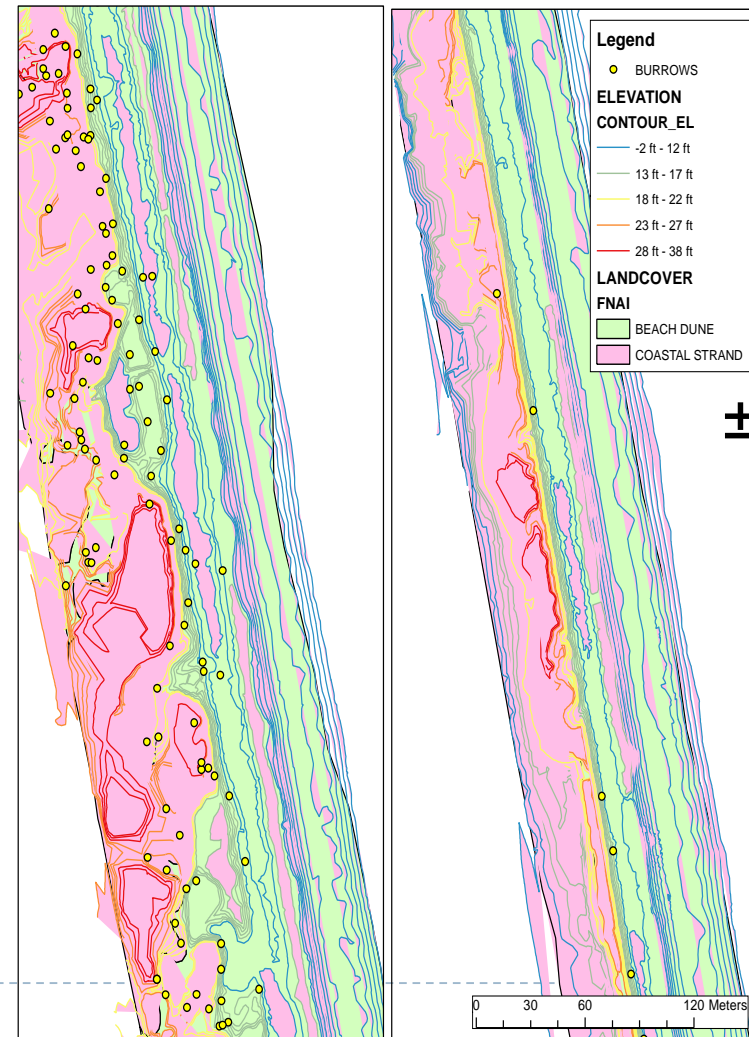 Legend
BURROWS
ELEVATION
CONTOUR_EL
-2 ft - 12 ft
13 ft - 17 ft
18 ft - 22 ft
23 ft - 27 ft
28 ft - 38 ft
LANDCOVER
FNAI
BEACH DUNE
COASTAL STRAND
±
0 30 60 120 Meters